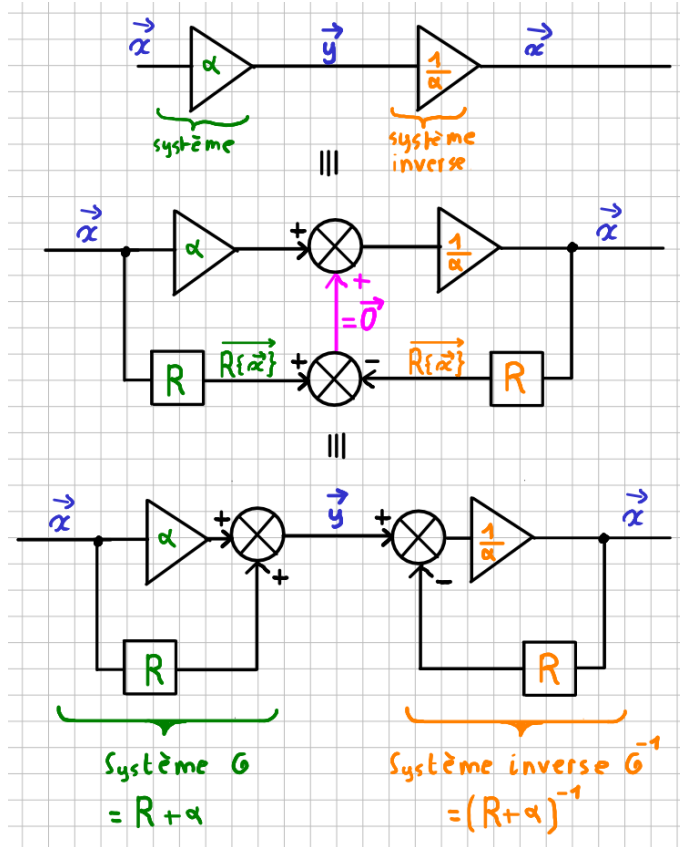 x⃗ α y⃗ 1/α x⃗
système système
inverse
≡
x⃗ α + 1/α x⃗
+
= 0⃗
R R{x⃗} + - R{x⃗} R
≡
x⃗ α + y⃗ + 1/α x⃗
+ -
R R
Système G Système inverse G⁻¹
= R + α = (R+α)⁻¹